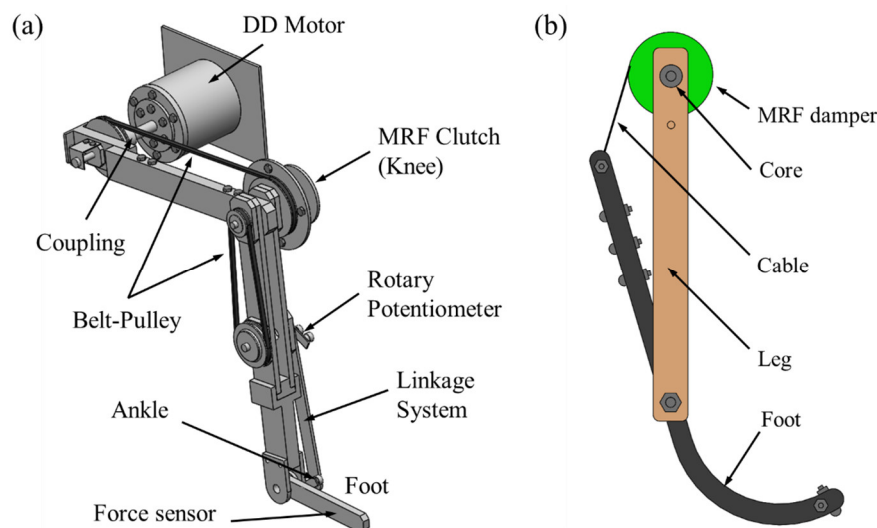 (a)
DD Motor
MRF Clutch
(Knee)
Coupling
Belt-Pulley
Rotary
Potentiometer
Linkage
System
Ankle
Foot
Force sensor
(b)
MRF damper
Core
Cable
Leg
Foot